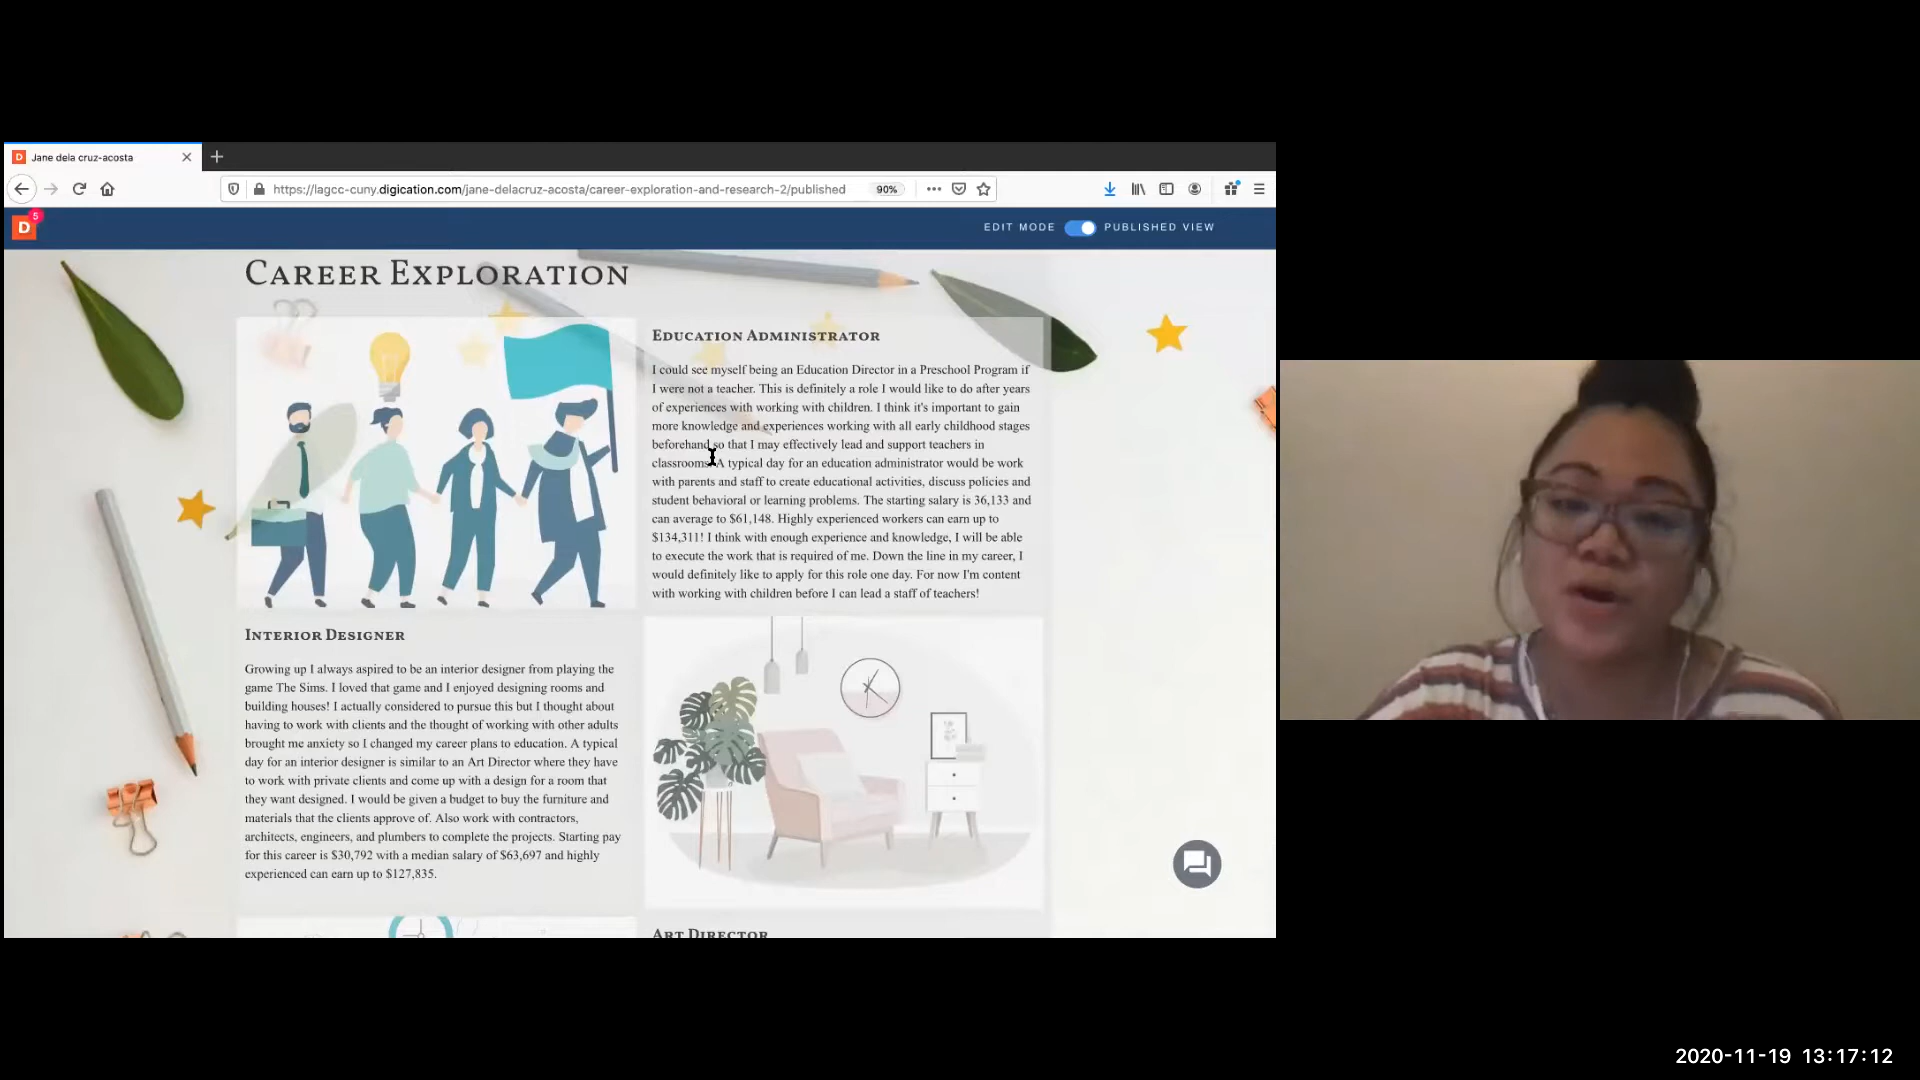 Jane dela cruz-acosta
https://lagcc-cuny.digication.com/jane-delacruz-acosta/career-exploration-and-research-2/published
90%
D
5
EDIT MODE
PUBLISHED VIEW
CAREER EXPLORATION
EDUCATION ADMINISTRATOR
I could see myself being an Education Director in a Preschool Program if
I were not a teacher. This is definitely a role I would like to do after years
of experiences with working with children. I think it's important to gain
more knowledge and experiences working with all early childhood stages
beforehand so that I may effectively lead and support teachers in
classrooms. A typical day for an education administrator would be work
with parents and staff to create educational activities, discuss policies and
student behavioral or learning problems. The starting salary is 36,133 and
can average to $61,148. Highly experienced workers can earn up to
$134,311! I think with enough experience and knowledge, I will be able
to execute the work that is required of me. Down the line in my career, I
would definitely like to apply for this role one day. For now I'm content
with working with children before I can lead a staff of teachers!
INTERIOR DESIGNER
Growing up I always aspired to be an interior designer from playing the
game The Sims. I loved that game and I enjoyed designing rooms and
building houses! I actually considered to pursue this but I thought about
having to work with clients and the thought of working with other adults
brought me anxiety so I changed my career plans to education. A typical
day for an interior designer is similar to an Art Director where they have
to work with private clients and come up with a design for a room that
they want designed. I would be given a budget to buy the furniture and
materials that the clients approve of. Also work with contractors,
architects, engineers, and plumbers to complete the projects. Starting pay
for this career is $30,792 with a median salary of $63,697 and highly
experienced can earn up to $127,835.
ART DIRECTOR
2020-11-19 13:17:12